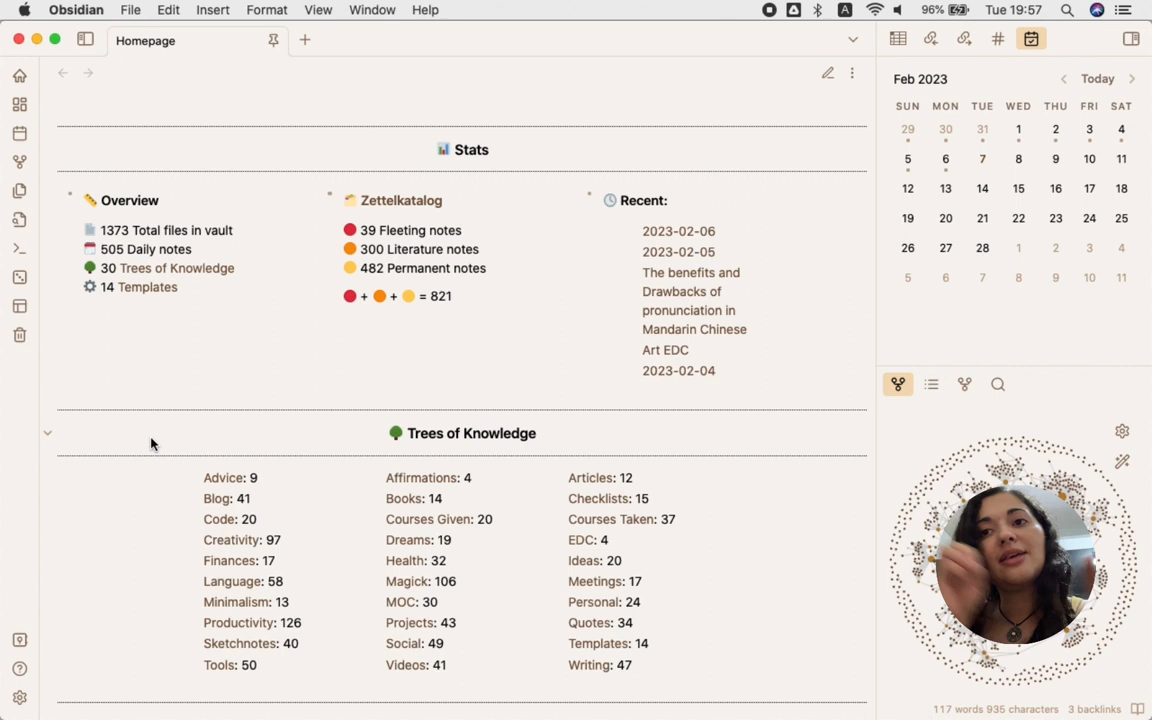 Obsidian File Edit Insert Format View Window Help
A 96% Tue 19:57
Homepage
Stats
Overview
1373 Total files in vault
505 Daily notes
30 Trees of Knowledge
14 Templates
Zettelkatalog
39 Fleeting notes
300 Literature notes
482 Permanent notes
+ + = 821
Recent:
2023-02-06
2023-02-05
The benefits and
Drawbacks of
pronunciation in
Mandarin Chinese
Art EDC
2023-02-04
Trees of Knowledge
Advice: 9 Affirmations: 4 Articles: 12
Blog: 41 Books: 14 Checklists: 15
Code: 20 Courses Given: 20 Courses Taken: 37
Creativity: 97 Dreams: 19 EDC: 4
Finances: 17 Health: 32 Ideas: 20
Language: 58 Magick: 106 Meetings: 17
Minimalism: 13 MOC: 30 Personal: 24
Productivity: 126 Projects: 43 Quotes: 34
Sketchnotes: 40 Social: 49 Templates: 14
Tools: 50 Videos: 41 Writing: 47
Feb 2023 Today
SUN MON TUE WED THU FRI SAT
29 30 31 1 2 3 4
5 6 7 8 9 10 11
12 13 14 15 16 17 18
19 20 21 22 23 24 25
26 27 28 1 2 3 4
5 6 7 8 9 10 11
117 words 935 characters 3 backlinks